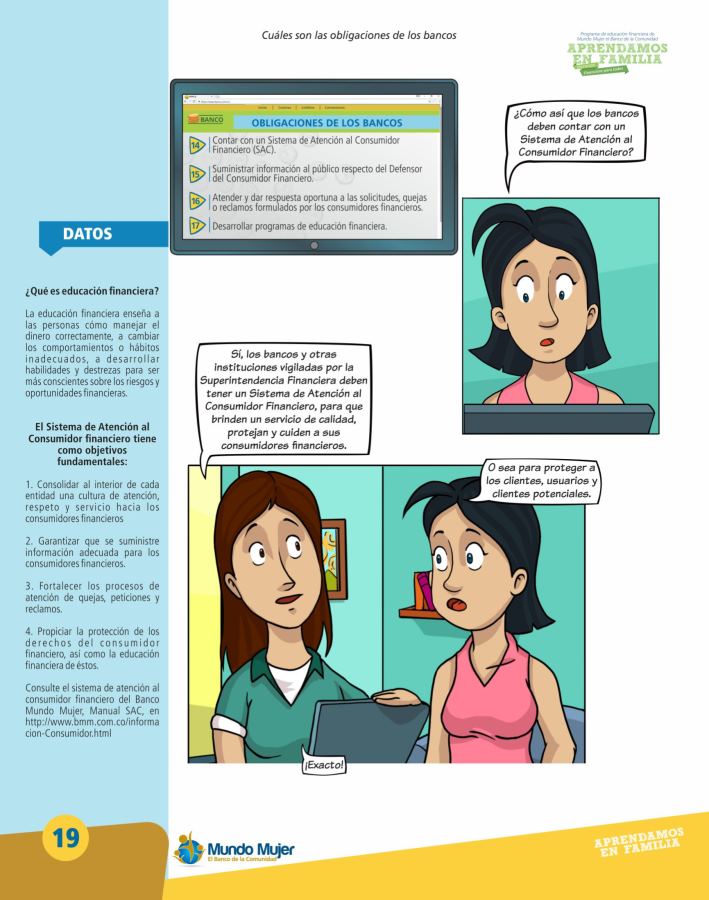 Cuáles son las obligaciones de los bancos
Programa de educación financiera de
Mundo Mujer el Banco de la Comunidad
APRENDAMOS
EN FAMILIA
BANCO
OBLIGACIONES DE LOS BANCOS
14 Contar con un Sistema de Atención al Consumidor
Financiero (SAC).
15 Suministrar información al público respecto del Defensor
del Consumidor Financiero.
16 Atender y dar respuesta oportuna a las solicitudes, quejas
o reclamos formulados por los consumidores financieros.
17 Desarrollar programas de educación financiera.
¿Cómo así que los bancos
deben contar con un
Sistema de Atención al
Consumidor Financiero?
DATOS
¿Qué es educación financiera?
La educación financiera enseña a
las personas cómo manejar el
dinero correctamente, a cambiar
los comportamientos o hábitos
inadecuados, a desarrollar
habilidades y destrezas para ser
más conscientes sobre los riesgos y
oportunidades financieras.
El Sistema de Atención al
Consumidor financiero tiene
como objetivos
fundamentales:
1. Consolidar al interior de cada
entidad una cultura de atención,
respeto y servicio hacia los
consumidores financieros
2. Garantizar que se suministre
información adecuada para los
consumidores financieros.
3. Fortalecer los procesos de
atención de quejas, peticiones y
reclamos.
4. Propiciar la protección de los
derechos del consumidor
financiero, así como la educación
financiera de éstos.
Consulte el sistema de atención al
consumidor financiero del Banco
Mundo Mujer, Manual SAC, en
http://www.bmm.com.co/informa
cion-Consumidor.html
Sí, los bancos y otras
instituciones vigiladas por la
Superintendencia Financiera deben
tener un Sistema de Atención al
Consumidor Financiero, para que
brinden un servicio de calidad,
protejan y cuiden a sus
consumidores financieros.
O sea para proteger a
los clientes, usuarios y
clientes potenciales.
¡Exacto!
19
Mundo Mujer
El Banco de la Comunidad
APRENDAMOS
EN FAMILIA